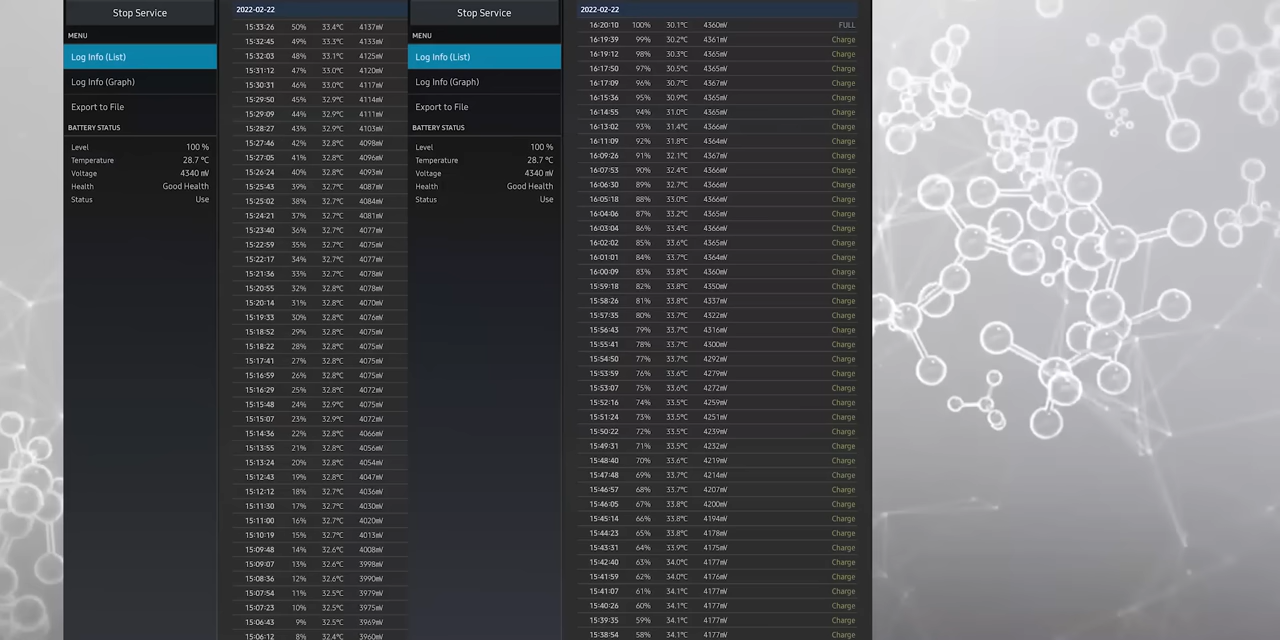 Stop Service
MENU
Log Info (List)
Log Info (Graph)
Export to File
BATTERY STATUS
Level 100 %
Temperature 28.7 ℃
Voltage 4340 mV
Health Good Health
Status Use
2022-02-22
15:33:26 50% 33.4℃ 4137mV
15:32:45 49% 33.3℃ 4133mV
15:32:03 48% 33.1℃ 4125mV
15:31:12 47% 33.0℃ 4120mV
15:30:31 46% 33.0℃ 4117mV
15:29:50 45% 32.9℃ 4114mV
15:29:09 44% 32.9℃ 4111mV
15:28:27 43% 32.9℃ 4103mV
15:27:46 42% 32.8℃ 4098mV
15:27:05 41% 32.8℃ 4096mV
15:26:24 40% 32.8℃ 4093mV
15:25:43 39% 32.7℃ 4087mV
15:25:02 38% 32.7℃ 4084mV
15:24:21 37% 32.7℃ 4081mV
15:23:40 36% 32.7℃ 4077mV
15:22:59 35% 32.7℃ 4075mV
15:22:17 34% 32.7℃ 4077mV
15:21:36 33% 32.7℃ 4078mV
15:20:55 32% 32.8℃ 4078mV
15:20:14 31% 32.8℃ 4070mV
15:19:33 30% 32.8℃ 4076mV
15:18:52 29% 32.8℃ 4075mV
15:18:22 28% 32.8℃ 4075mV
15:17:41 27% 32.8℃ 4075mV
15:16:59 26% 32.8℃ 4075mV
15:16:29 25% 32.8℃ 4072mV
15:15:48 24% 32.9℃ 4075mV
15:15:07 23% 32.9℃ 4072mV
15:14:36 22% 32.8℃ 4066mV
15:13:55 21% 32.8℃ 4056mV
15:13:24 20% 32.8℃ 4054mV
15:12:43 19% 32.8℃ 4047mV
15:12:12 18% 32.7℃ 4036mV
15:11:30 17% 32.7℃ 4030mV
15:11:00 16% 32.7℃ 4020mV
15:10:19 15% 32.7℃ 4013mV
15:09:48 14% 32.6℃ 4008mV
15:09:07 13% 32.6℃ 3998mV
15:08:36 12% 32.6℃ 3990mV
15:07:54 11% 32.5℃ 3979mV
15:07:23 10% 32.5℃ 3975mV
15:06:43 9% 32.5℃ 3969mV
15:06:12 8% 32.4℃ 3960mV
Stop Service
MENU
Log Info (List)
Log Info (Graph)
Export to File
BATTERY STATUS
Level 100 %
Temperature 28.7 ℃
Voltage 4340 mV
Health Good Health
Status Use
2022-02-22
16:20:10 100% 30.1℃ 4360mV FULL
16:19:39 99% 30.2℃ 4361mV Charge
16:19:12 98% 30.3℃ 4365mV Charge
16:17:50 97% 30.5℃ 4365mV Charge
16:17:09 96% 30.7℃ 4367mV Charge
16:15:36 95% 30.9℃ 4365mV Charge
16:14:55 94% 31.0℃ 4365mV Charge
16:13:02 93% 31.4℃ 4366mV Charge
16:11:09 92% 31.8℃ 4364mV Charge
16:09:26 91% 32.1℃ 4367mV Charge
16:07:53 90% 32.4℃ 4366mV Charge
16:06:30 89% 32.7℃ 4366mV Charge
16:05:18 88% 33.0℃ 4366mV Charge
16:04:06 87% 33.2℃ 4365mV Charge
16:03:04 86% 33.4℃ 4366mV Charge
16:02:02 85% 33.6℃ 4365mV Charge
16:01:01 84% 33.7℃ 4364mV Charge
16:00:09 83% 33.8℃ 4360mV Charge
15:59:18 82% 33.8℃ 4350mV Charge
15:58:26 81% 33.8℃ 4337mV Charge
15:57:35 80% 33.7℃ 4322mV Charge
15:56:43 79% 33.7℃ 4316mV Charge
15:55:41 78% 33.7℃ 4300mV Charge
15:54:50 77% 33.7℃ 4292mV Charge
15:53:59 76% 33.6℃ 4279mV Charge
15:53:07 75% 33.6℃ 4272mV Charge
15:52:16 74% 33.5℃ 4259mV Charge
15:51:24 73% 33.5℃ 4251mV Charge
15:50:22 72% 33.5℃ 4239mV Charge
15:49:31 71% 33.5℃ 4232mV Charge
15:48:40 70% 33.6℃ 4219mV Charge
15:47:48 69% 33.7℃ 4214mV Charge
15:46:57 68% 33.7℃ 4207mV Charge
15:46:05 67% 33.8℃ 4200mV Charge
15:45:14 66% 33.8℃ 4194mV Charge
15:44:23 65% 33.8℃ 4178mV Charge
15:43:31 64% 33.9℃ 4175mV Charge
15:42:40 63% 34.0℃ 4176mV Charge
15:41:59 62% 34.0℃ 4176mV Charge
15:41:07 61% 34.1℃ 4177mV Charge
15:40:26 60% 34.1℃ 4177mV Charge
15:39:35 59% 34.1℃ 4177mV Charge
15:38:54 58% 34.1℃ 4177mV Charge